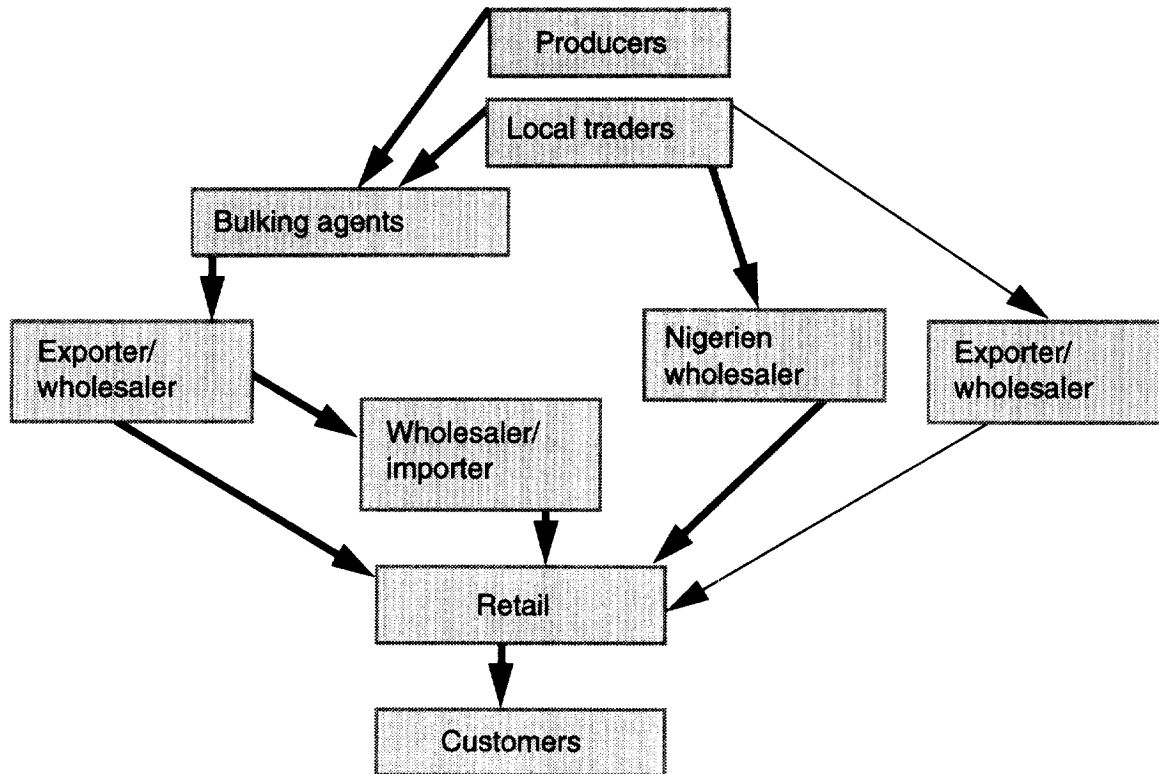 Producers
Local traders
Bulking agents
Exporter/
wholesaler
Wholesaler/
importer
Nigerien
wholesaler
Exporter/
wholesaler
Retail
Customers